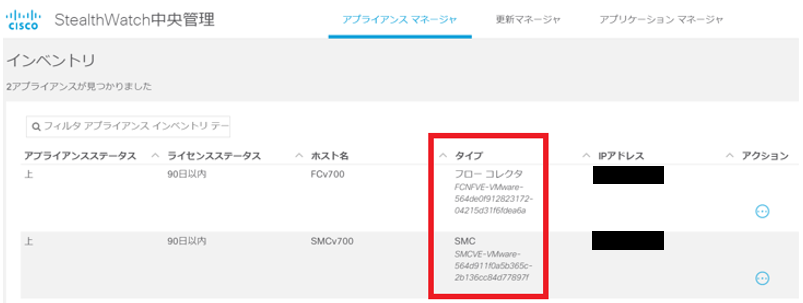 CISCO StealthWatch中央管理 アプライアンス マネージャ 更新マネージャ アプリケーション マネージャ
インベントリ
2アプライアンスが見つかりました
フィルタ アプライアンス インベントリ テー
アプライアンスステータス ライセンスステータス ホスト名 タイプ IPアドレス アクション
上 90日以内 FCv700 フロー コレクタ
FCNFVE-VMware-
564de0f912823172-
04215d31f6fdea6a
上 90日以内 SMCv700 SMC
SMCVE-VMware-
564d911f0a5b365c-
2b136cc84d77897f